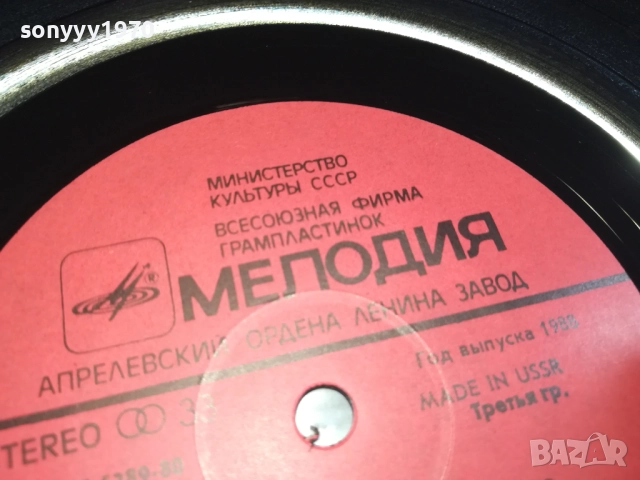 sonyyy1971
МИНИСТЕРСТВО
КУЛЬТУРЫ СССР
ВСЕСОЮЗНАЯ ФИРМА
ГРАМПЛАСТИНОК
МЕЛОДИЯ
АПРЕЛЕВСКИЙ ОРДЕНА ЛЕНИНА ЗАВОД
Год выпуска 1988
MADE IN USSR
Третья гр.
TEREO
BAZAR